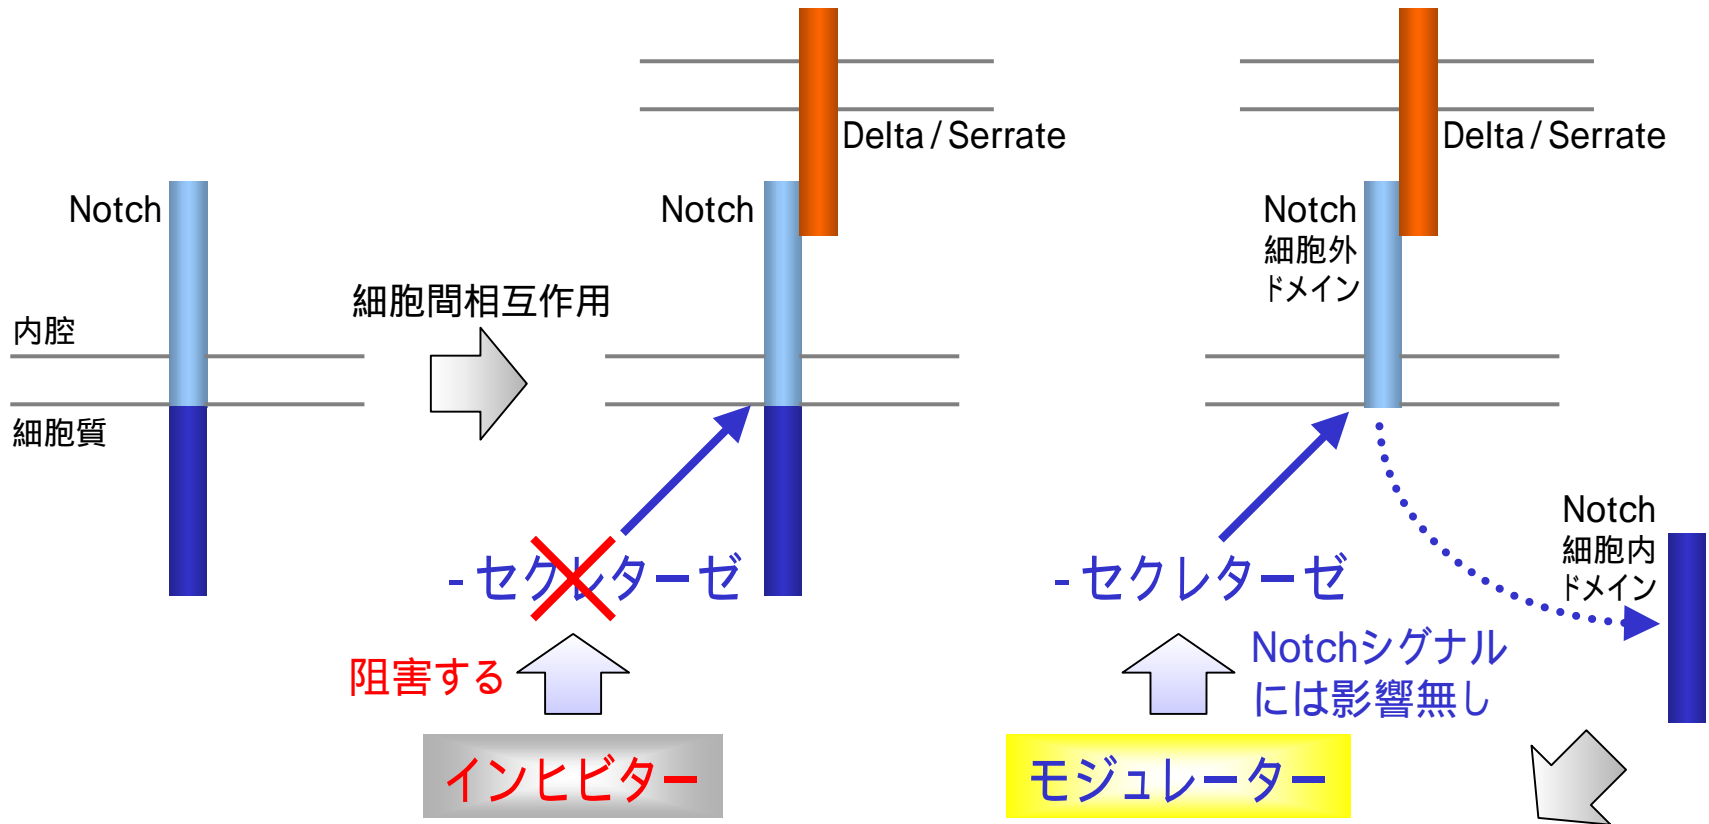 Delta / Serrate
Delta / Serrate
Notch
Notch
Notch
細胞外
ドメイン
細胞間相互作用
内腔
細胞質
-セクレターゼ
-セクレターゼ
Notch
細胞内
ドメイン
阻害する
Notchシグナル
には影響無し
インヒビター
モジュレーター